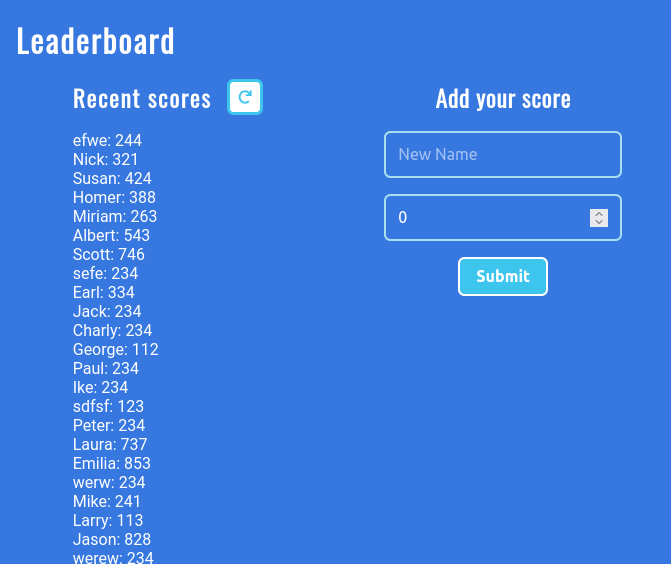 Leaderboard
Recent scores
efwe: 244
Nick: 321
Susan: 424
Homer: 388
Miriam: 263
Albert: 543
Scott: 746
sefe: 234
Earl: 334
Jack: 234
Charly: 234
George: 112
Paul: 234
Ike: 234
sdfsf: 123
Peter: 234
Laura: 737
Emilia: 853
werw: 234
Mike: 241
Larry: 113
Jason: 828
werew: 234
Add your score
New Name
0
Submit